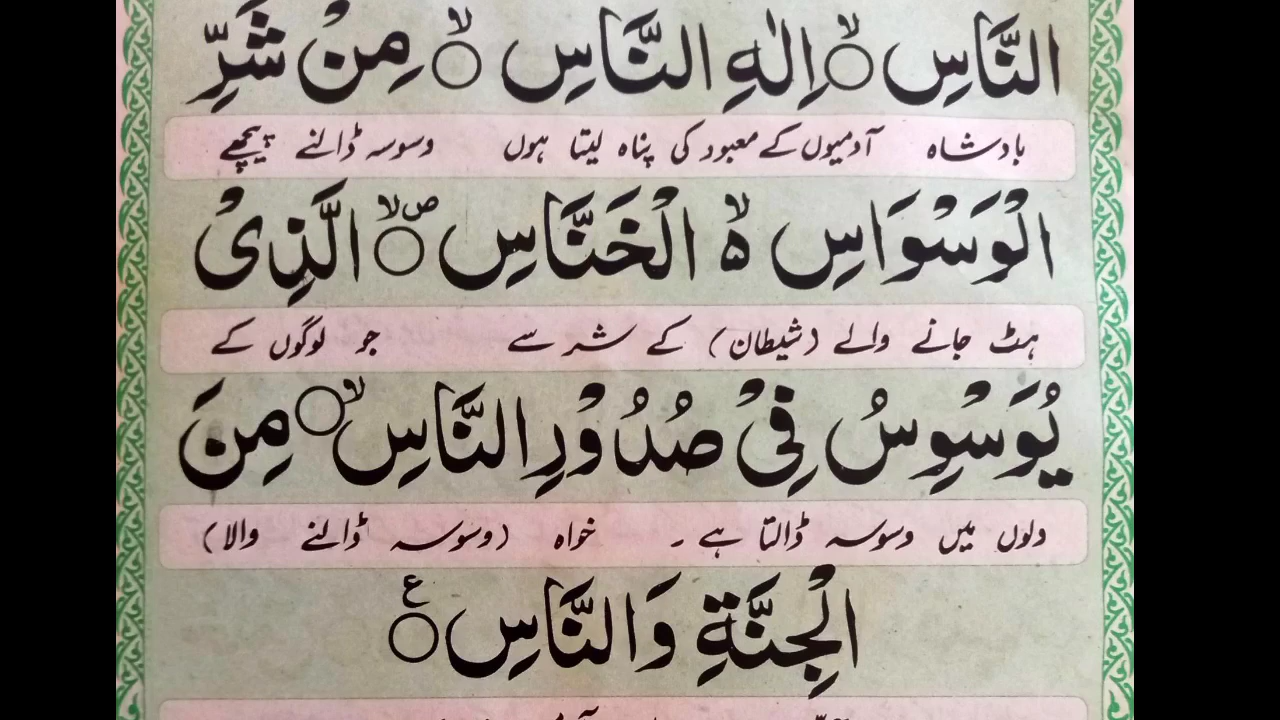 النَّاسِ ۙ اِلٰهِ النَّاسِ ۙ مِنْ شَرِّ
بادشاہ آدمیوں کے معبود کی پناہ لیتا ہوں وسوسہ ڈالنے پیچھے
الْوَسْوَاسِ ەۙ الْخَنَّاسِ ۪ۙ الَّذِیْ
ہٹ جانے والے (شیطان) کے شر سے جو لوگوں کے
یُوَسْوِسُ فِیْ صُدُوْرِ النَّاسِ ۙ مِنَ
دلوں میں وسوسہ ڈالتا ہے ۔ خواہ (وسوسہ ڈالنے والا)
الْجِنَّةِ وَالنَّاسِ ۠